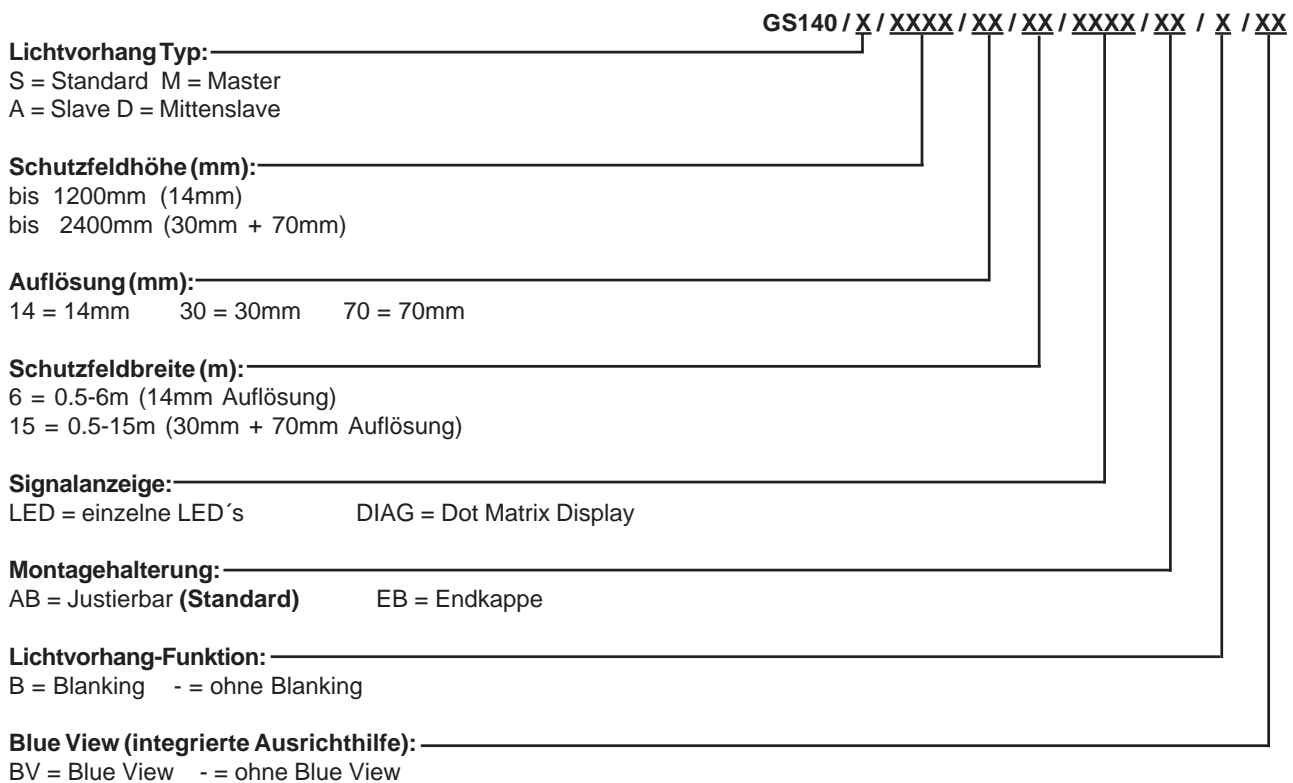 GS140 / X / XXXX / XX / XX / XXXX / XX / X / XX
Lichtvorhang Typ:
S = Standard M = Master
A = Slave D = Mittenslave
Schutzfeldhöhe (mm):
bis 1200mm (14mm)
bis 2400mm (30mm + 70mm)
Auflösung (mm):
14 = 14mm 30 = 30mm 70 = 70mm
Schutzfeldbreite (m):
6 = 0.5-6m (14mm Auflösung)
15 = 0.5-15m (30mm + 70mm Auflösung)
Signalanzeige:
LED = einzelne LED´s DIAG = Dot Matrix Display
Montagehalterung:
AB = Justierbar (Standard) EB = Endkappe
Lichtvorhang-Funktion:
B = Blanking - = ohne Blanking
Blue View (integrierte Ausrichthilfe):
BV = Blue View - = ohne Blue View